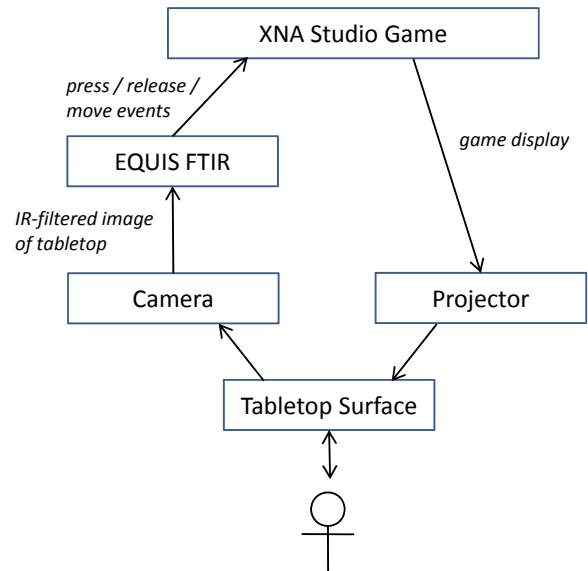 XNA Studio Game
press / release /
move events
game display
EQUIS FTIR
IR-filtered image
of tabletop
Camera
Projector
Tabletop Surface